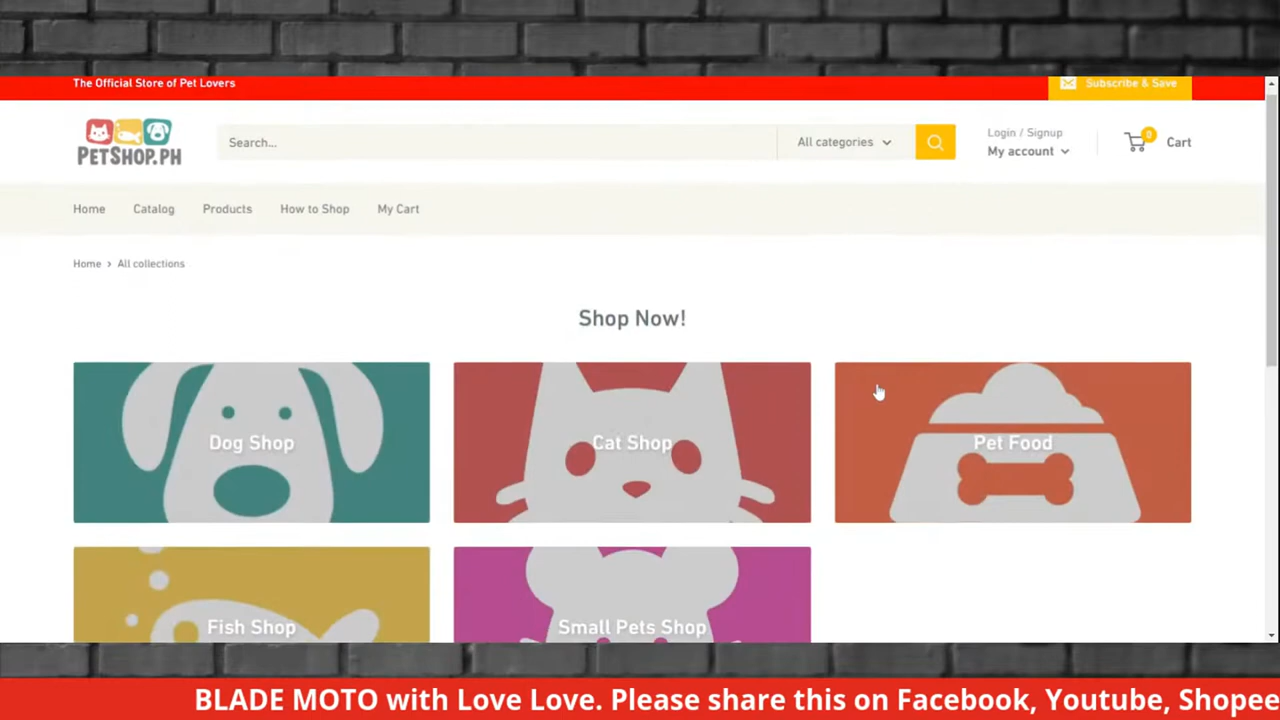 The Official Store of Pet Lovers
Subscribe & Save
PETSHOP.PH
Search...
All categories
Login / Signup
My account
0
Cart
Home
Catalog
Products
How to Shop
My Cart
Home › All collections
Shop Now!
Dog Shop
Cat Shop
Pet Food
Fish Shop
Small Pets Shop
BLADE MOTO with Love Love. Please share this on Facebook, Youtube, Shopee